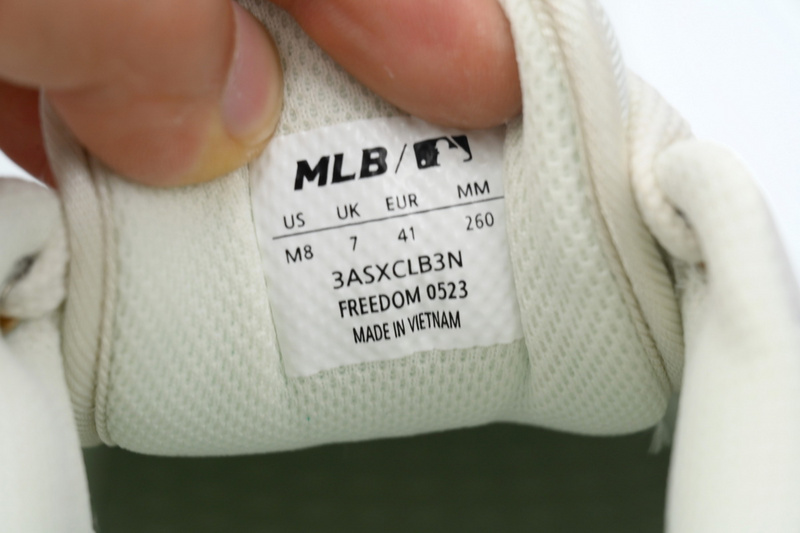 MLB /
US UK EUR MM
M8 7 41 260
3ASXCLB3N
FREEDOM 0523
MADE IN VIETNAM